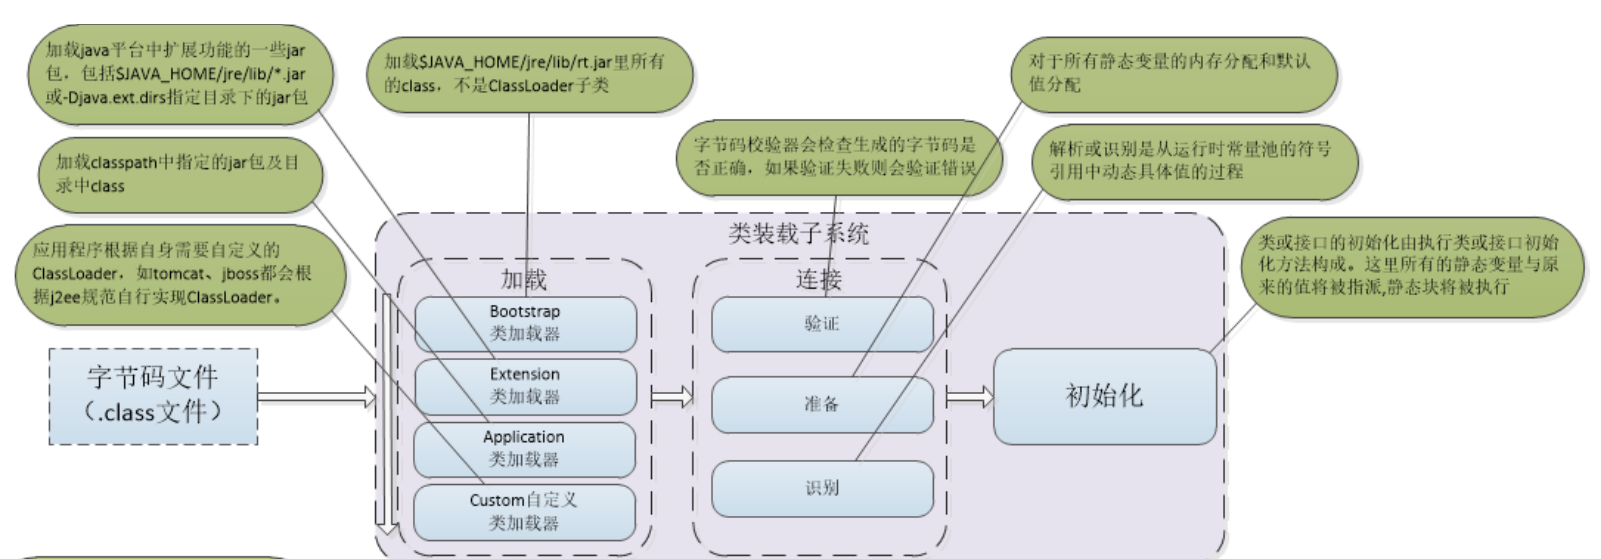 加载java平台中扩展功能的一些jar
包，包括$JAVA_HOME/jre/lib/*.jar
或-Djava.ext.dirs指定目录下的jar包
加载$JAVA_HOME/jre/lib/rt.jar里所有
的class，不是ClassLoader子类
对于所有静态变量的内存分配和默认
值分配
加载classpath中指定的jar包及目
录中class
字节码校验器会检查生成的字节码是
否正确，如果验证失败则会验证错误
解析或识别是从运行时常量池的符号
引用中动态具体值的过程
应用程序根据自身需要自定义的
ClassLoader，如tomcat、jboss都会根
据j2ee规范自行实现ClassLoader。
类或接口的初始化由执行类或接口初始
化方法构成。这里所有的静态变量与原
来的值将被指派,静态块将被执行
类装载子系统
字节码文件
（.class文件）
加载
Bootstrap
类加载器
Extension
类加载器
Application
类加载器
Custom自定义
类加载器
连接
验证
准备
识别
初始化